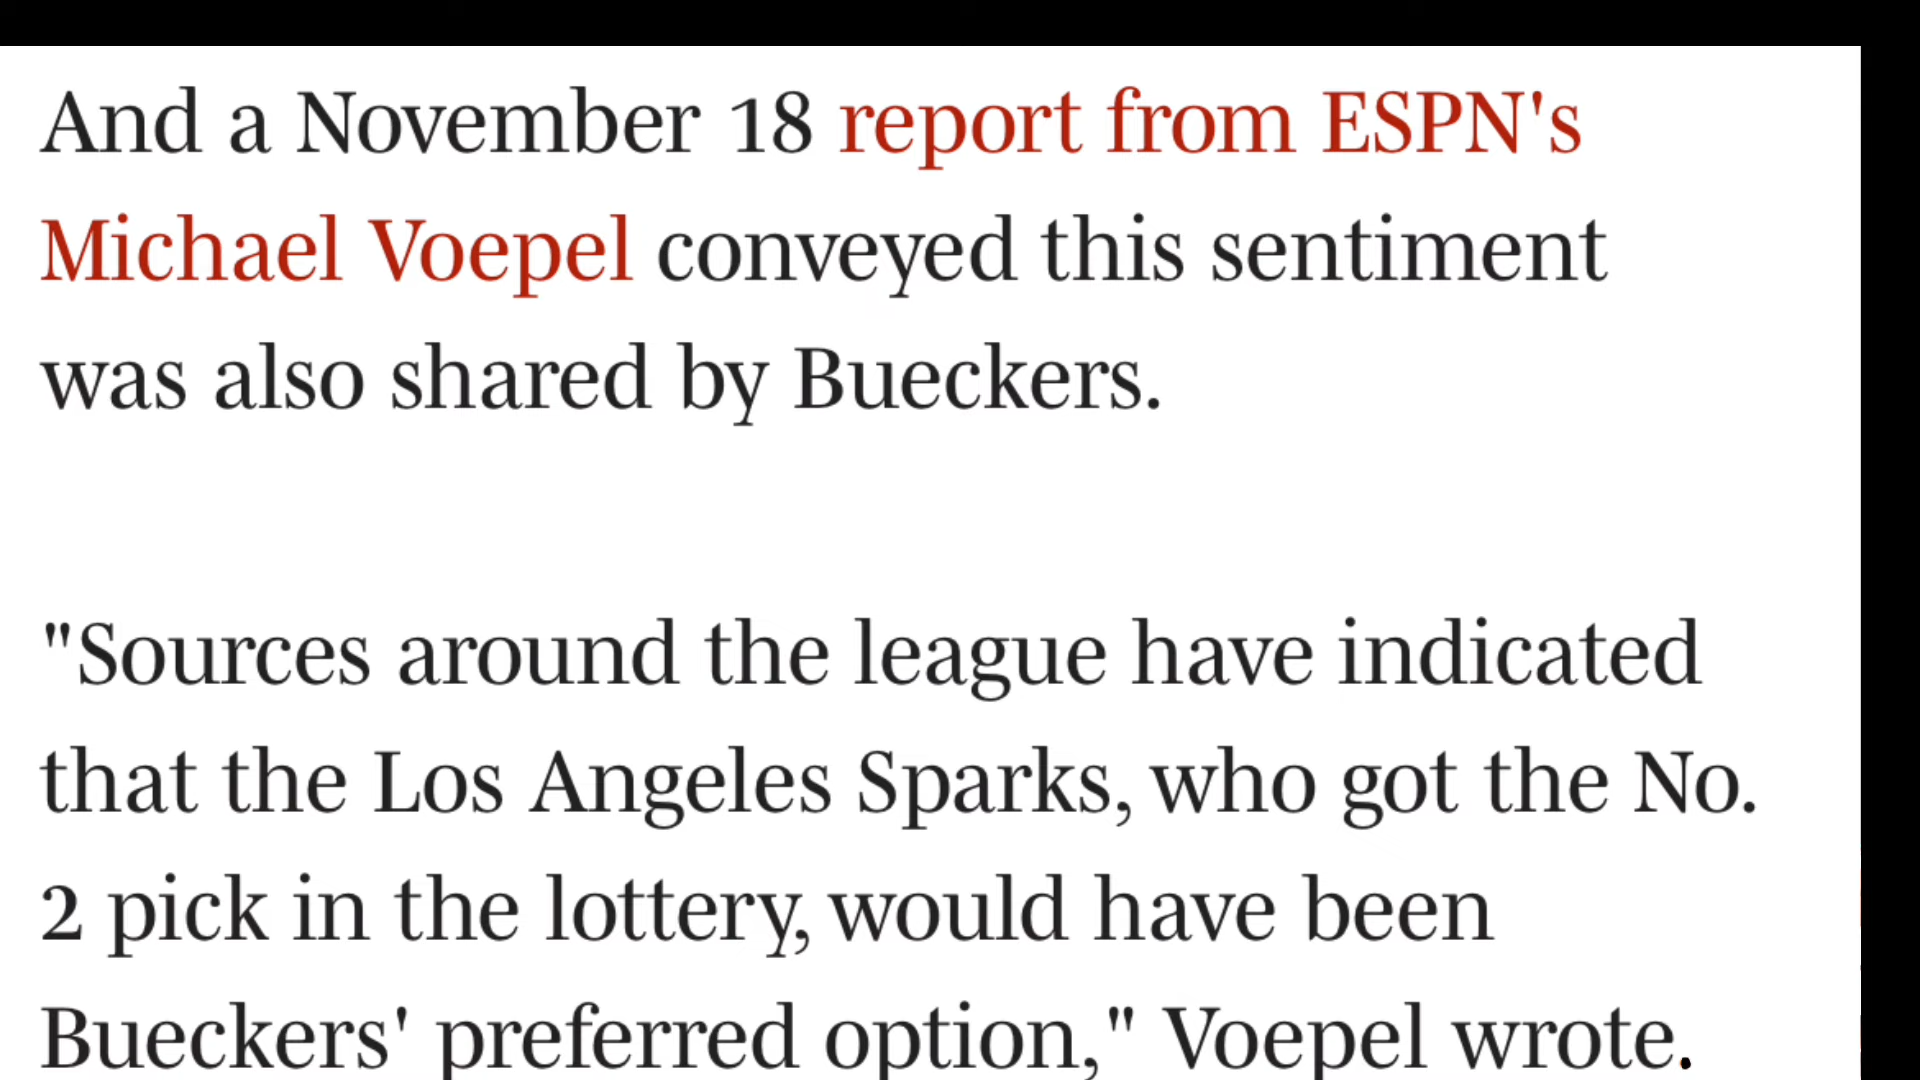 And a November 18 report from ESPN's
Michael Voepel conveyed this sentiment
was also shared by Bueckers.
"Sources around the league have indicated
that the Los Angeles Sparks, who got the No.
2 pick in the lottery, would have been
Bueckers' preferred option," Voepel wrote.